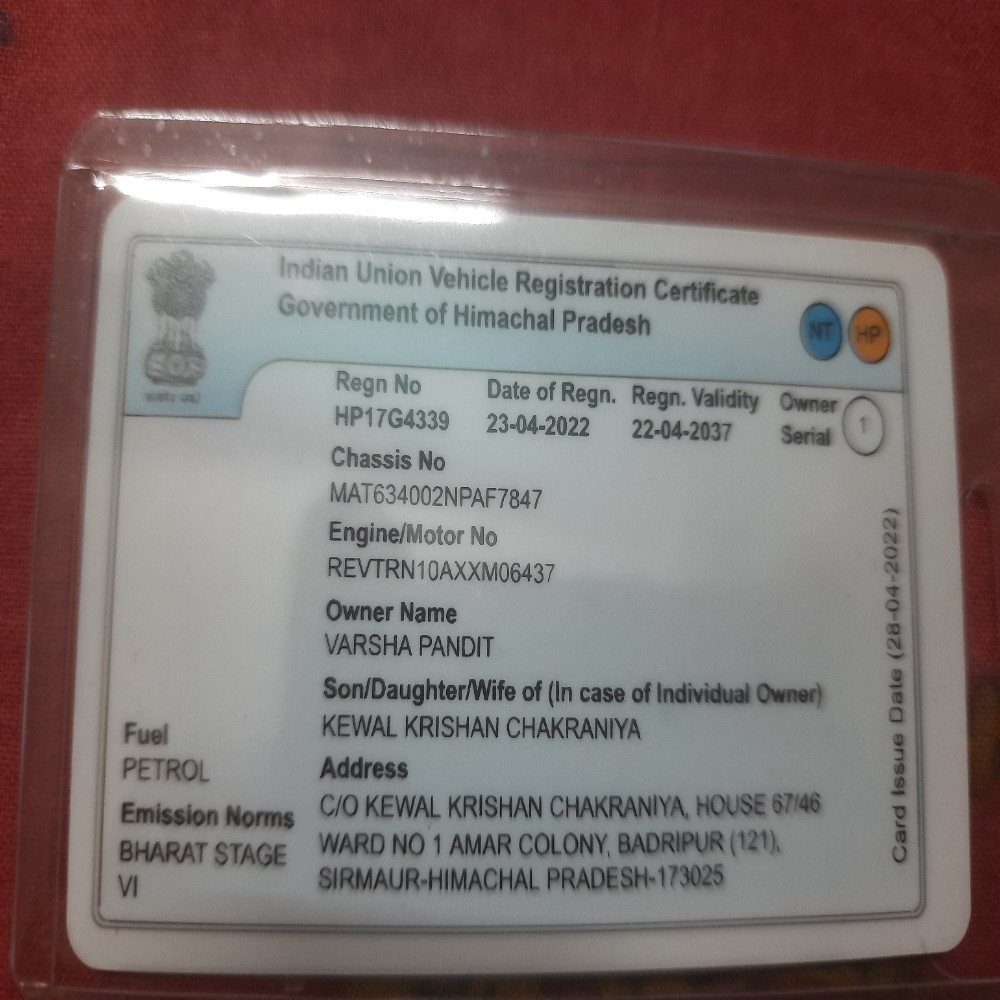 Indian Union Vehicle Registration Certificate
Government of Himachal Pradesh
NT HP
Regn No Date of Regn. Regn. Validity Owner Serial 1
HP17G4339 23-04-2022 22-04-2037
Chassis No
MAT634002NPAF7847
Engine/Motor No
REVTRN10AXXM06437
Owner Name
VARSHA PANDIT
Son/Daughter/Wife of (In case of Individual Owner)
KEWAL KRISHAN CHAKRANIYA
Address
C/O KEWAL KRISHAN CHAKRANIYA, HOUSE 67/46
WARD NO 1 AMAR COLONY, BADRIPUR (121),
SIRMAUR-HIMACHAL PRADESH-173025
Fuel
PETROL
Emission Norms
BHARAT STAGE
VI
Card Issue Date (28-04-2022)